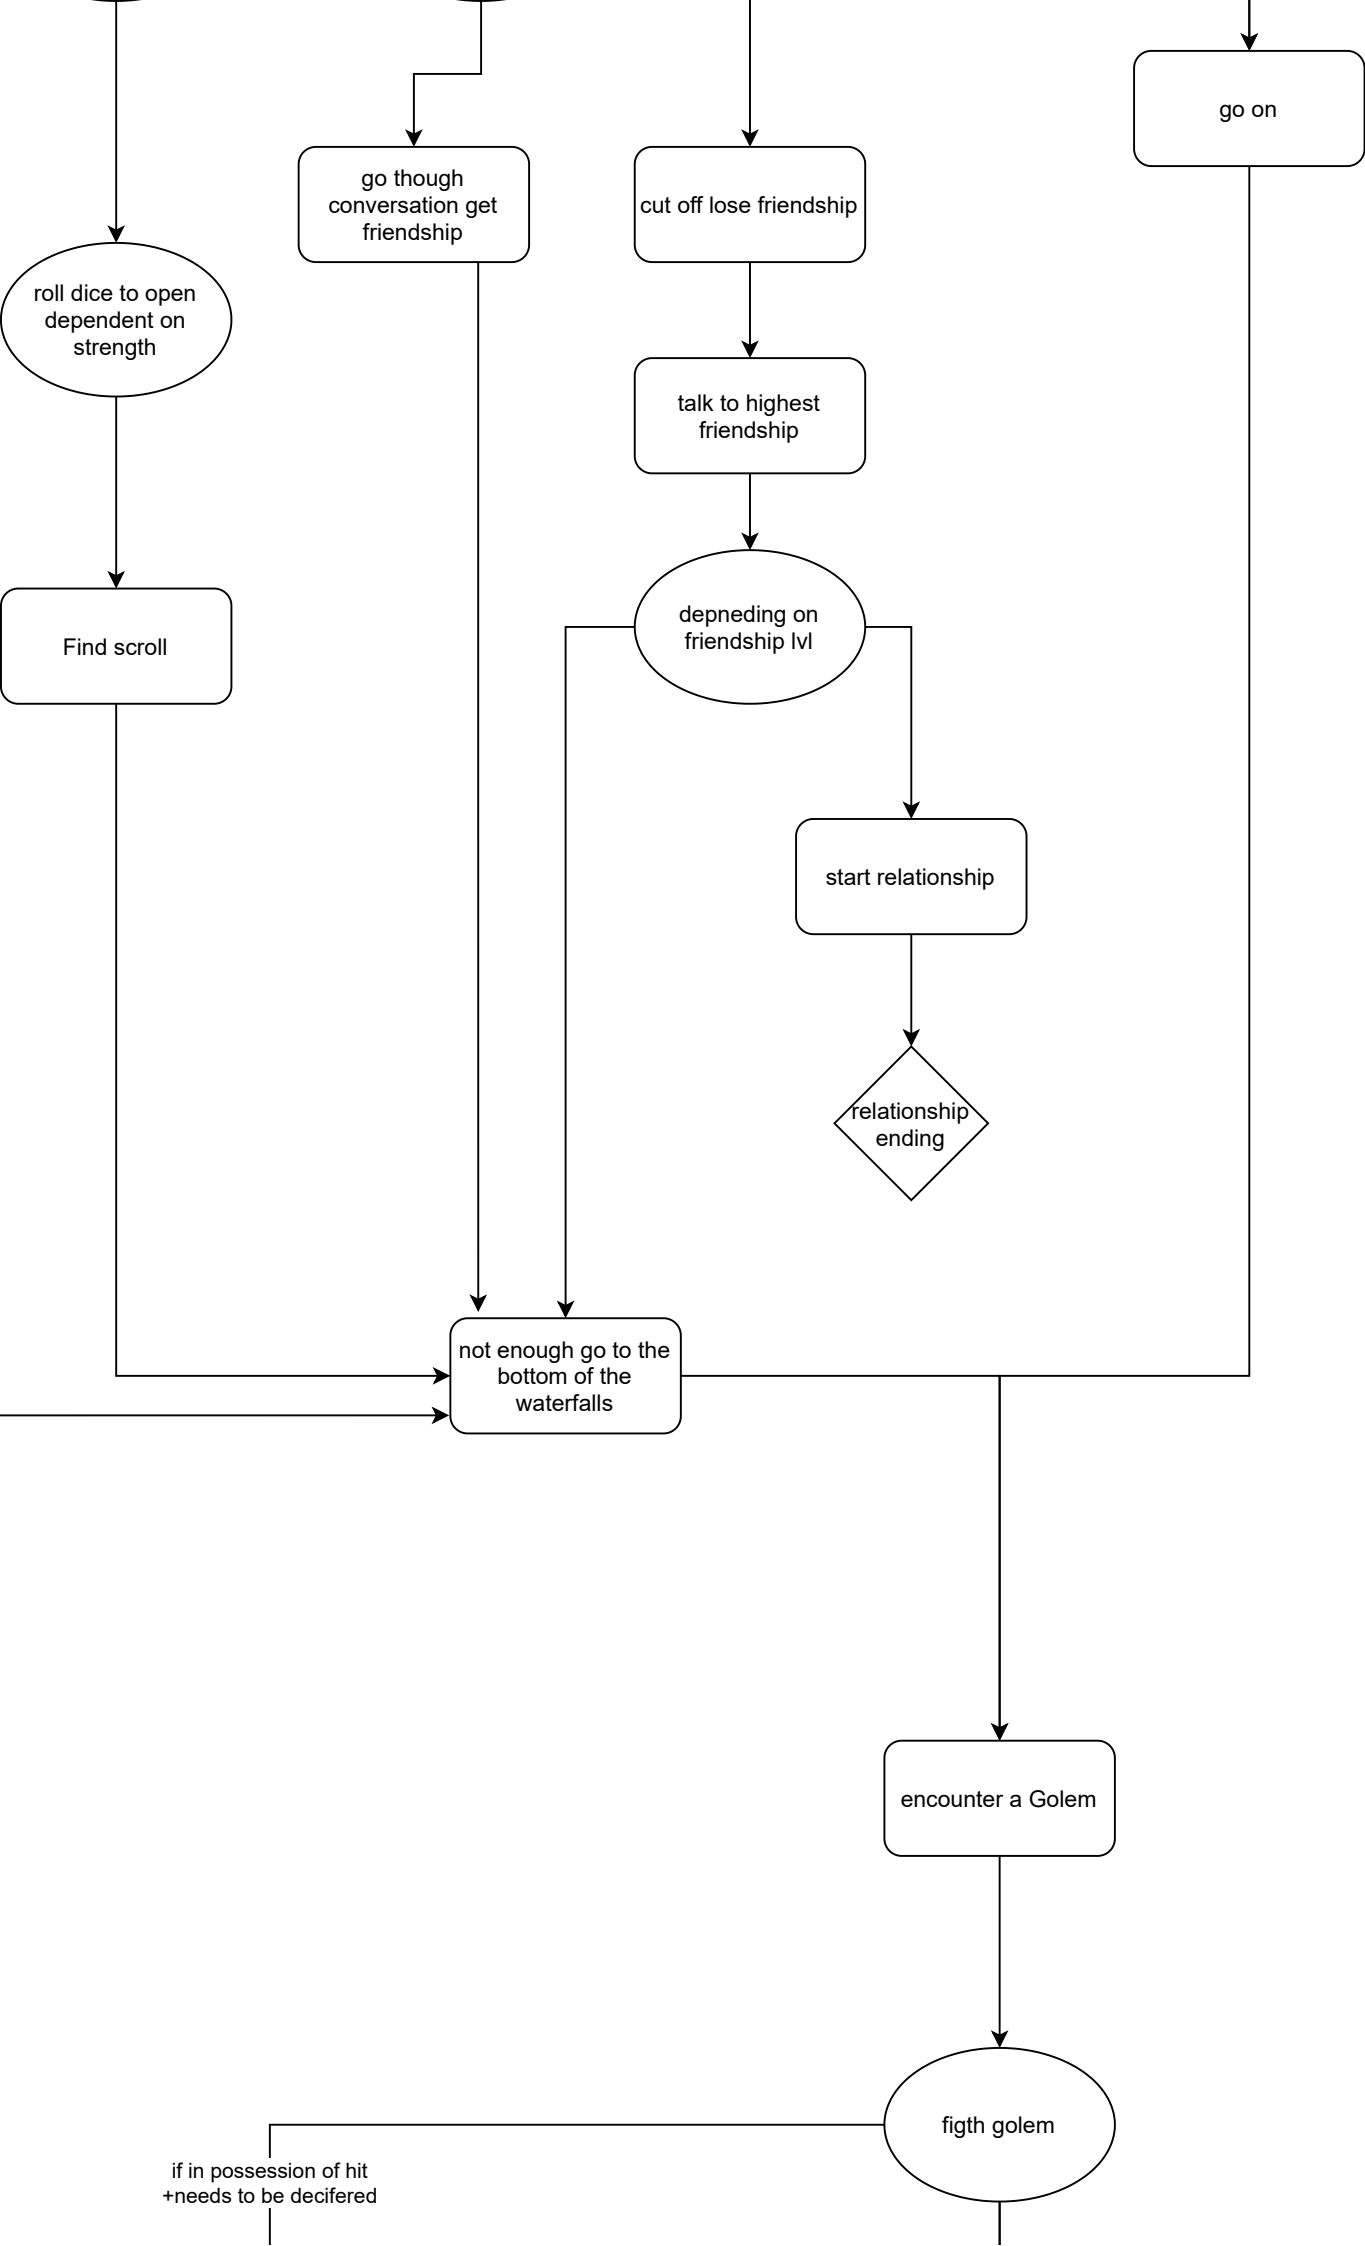 go on
go though
conversation get
friendship
cut off lose friendship
roll dice to open
dependent on
strength
talk to highest
friendship
depneding on
friendship lvl
Find scroll
start relationship
relationship
ending
not enough go to the
bottom of the
waterfalls
encounter a Golem
figth golem
if in possession of hit
+needs to be decifered